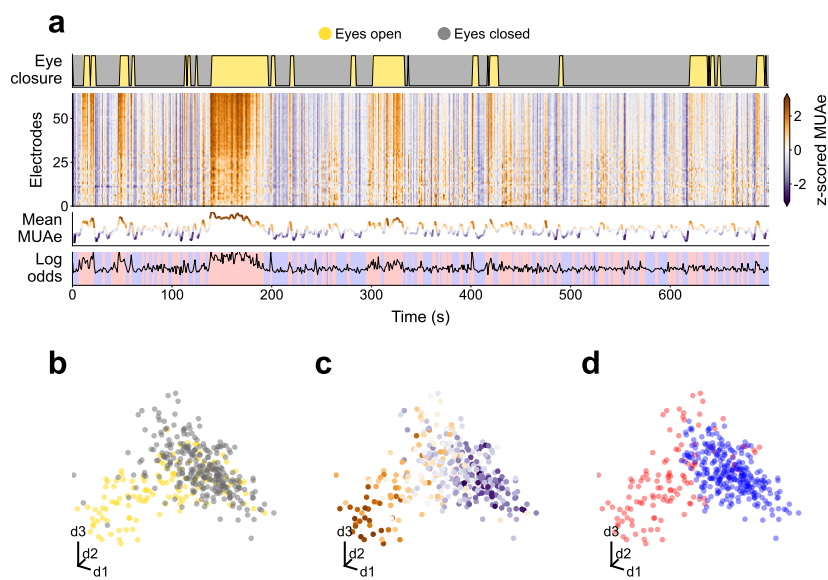 a
Eyes open Eyes closed
Eye
closure
Electrodes
50
25
0
2
0
-2
z-scored MUAe
Mean
MUAe
Log
odds
0 100 200 300 400 500 600
Time (s)
b c d
d3 d3 d3
d2 d2 d2
d1 d1 d1